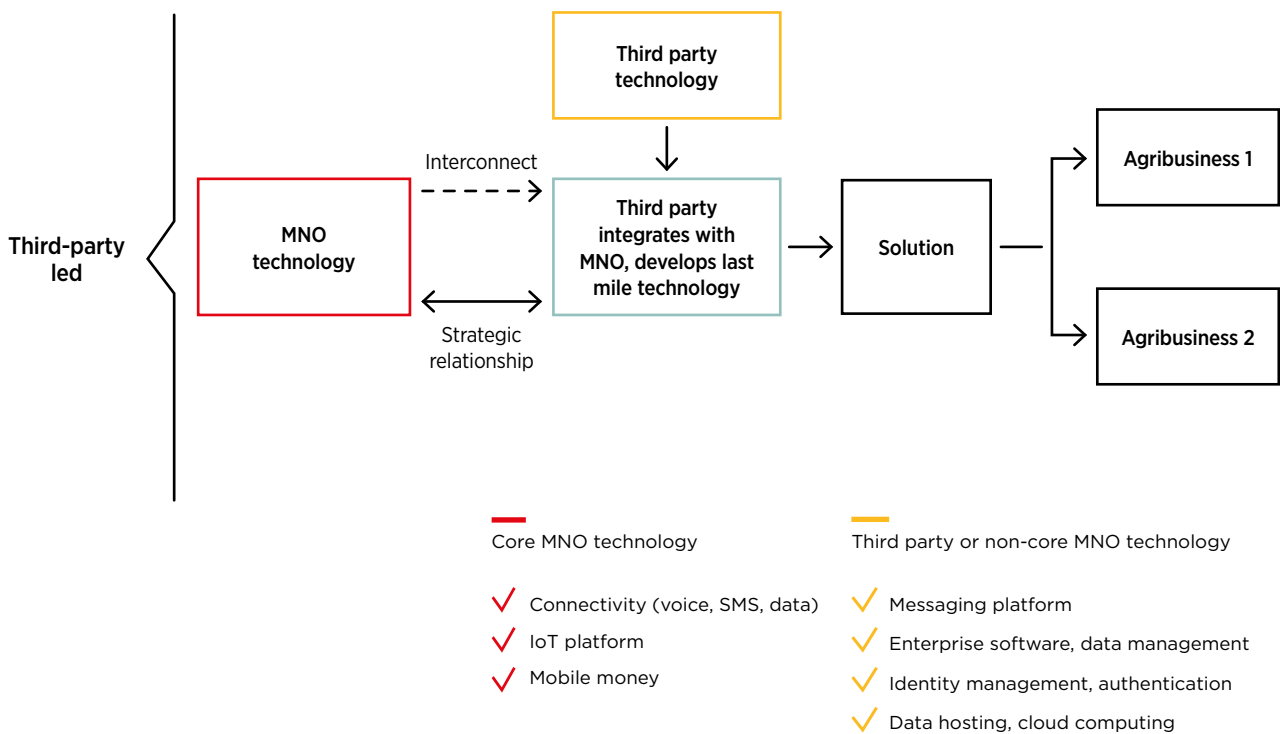 Third party
technology
Interconnect
Agribusiness 1
Third-party
led
MNO
technology
Third party
integrates with
MNO, develops last
mile technology
Solution
Strategic
relationship
Agribusiness 2
Core MNO technology
Connectivity (voice, SMS, data)
IoT platform
Mobile money
Third party or non-core MNO technology
Messaging platform
Enterprise software, data management
Identity management, authentication
Data hosting, cloud computing